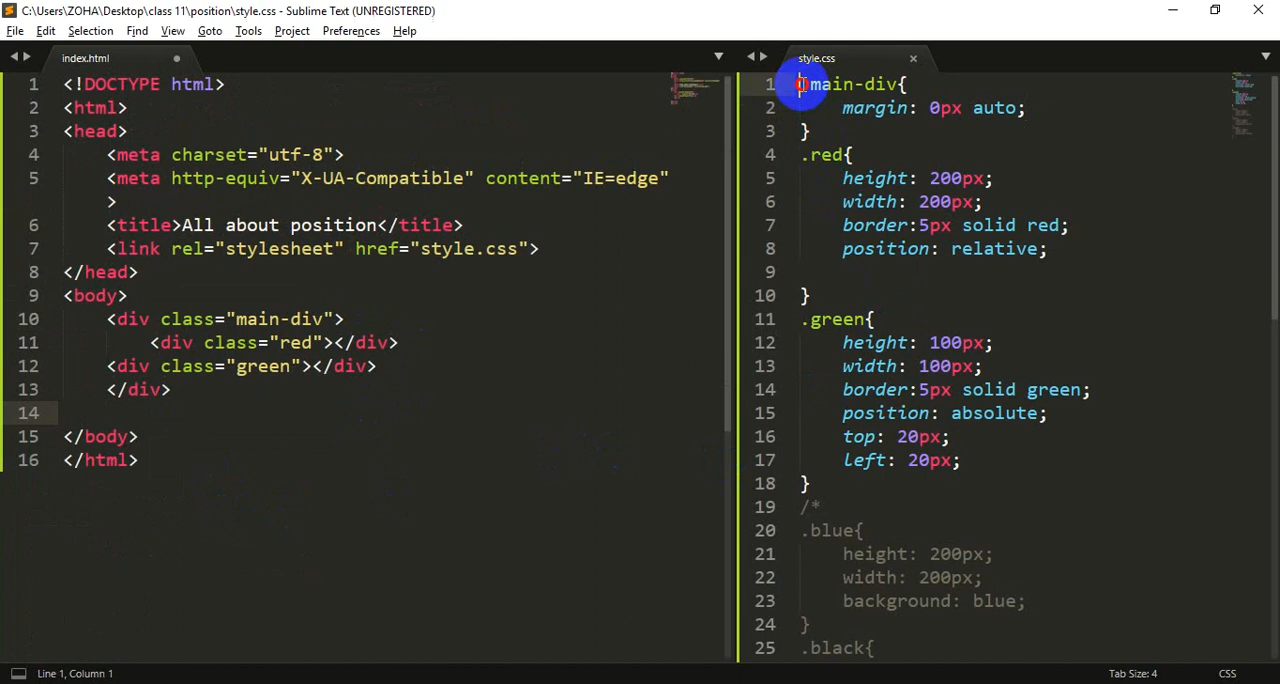 C:\Users\ZOHA\Desktop\class 11\position\style.css - Sublime Text (UNREGISTERED)
File Edit Selection Find View Goto Tools Project Preferences Help
index.html
1 <!DOCTYPE html>
2 <html>
3 <head>
4 <meta charset="utf-8">
5 <meta http-equiv="X-UA-Compatible" content="IE=edge"
>
6 <title>All about position</title>
7 <link rel="stylesheet" href="style.css">
8 </head>
9 <body>
10 <div class="main-div">
11 <div class="red"></div>
12 <div class="green"></div>
13 </div>
14
15 </body>
16 </html>
style.css
1 main-div{
2 margin: 0px auto;
3 }
4 .red{
5 height: 200px;
6 width: 200px;
7 border:5px solid red;
8 position: relative;
9
10 }
11 .green{
12 height: 100px;
13 width: 100px;
14 border:5px solid green;
15 position: absolute;
16 top: 20px;
17 left: 20px;
18 }
19 /*
20 .blue{
21 height: 200px;
22 width: 200px;
23 background: blue;
24 }
25 .black{
Line 1, Column 1 Tab Size: 4 CSS